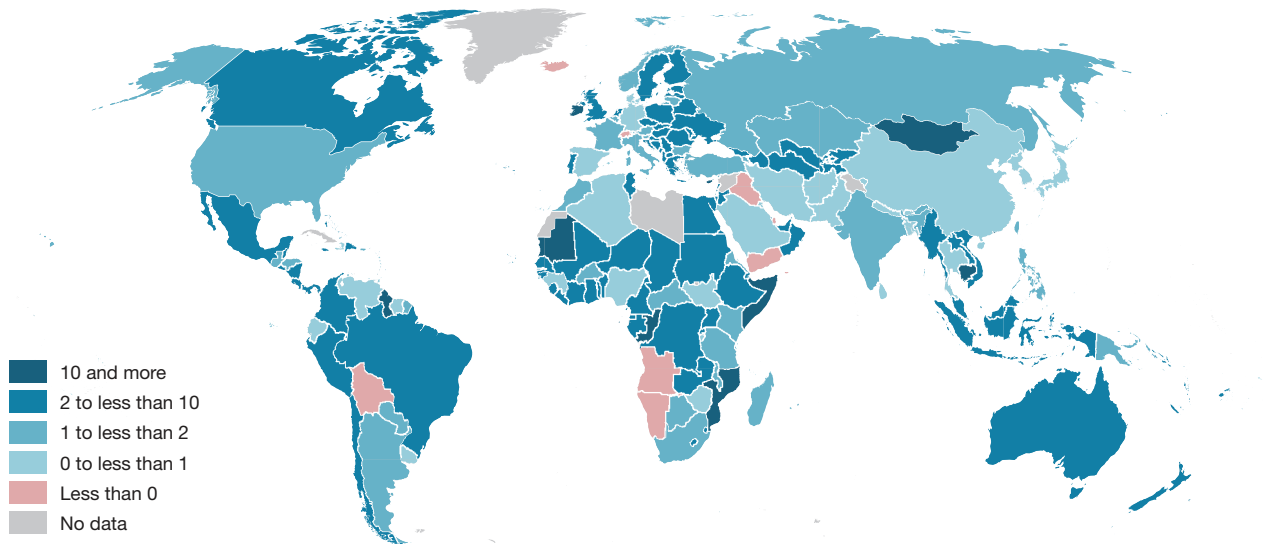 10 and more
2 to less than 10
1 to less than 2
0 to less than 1
Less than 0
No data